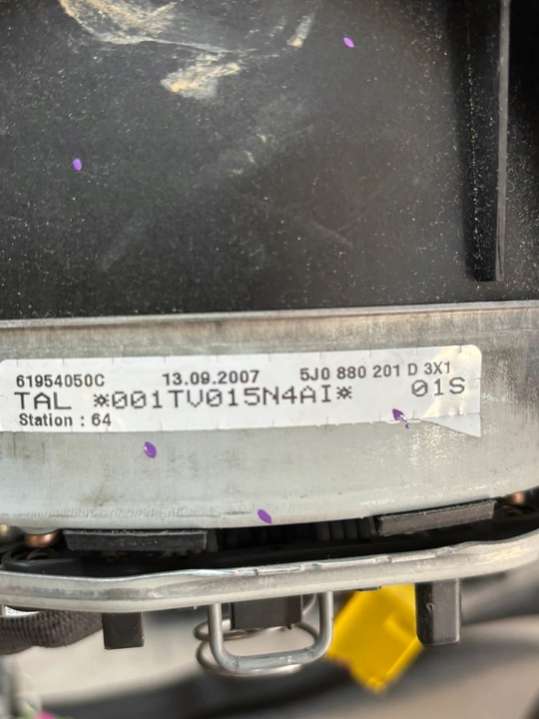 61954050C 13.09.2007 5J0 880 201 D 3X1
TAL *001TV015N4AI* 01S
Station : 64